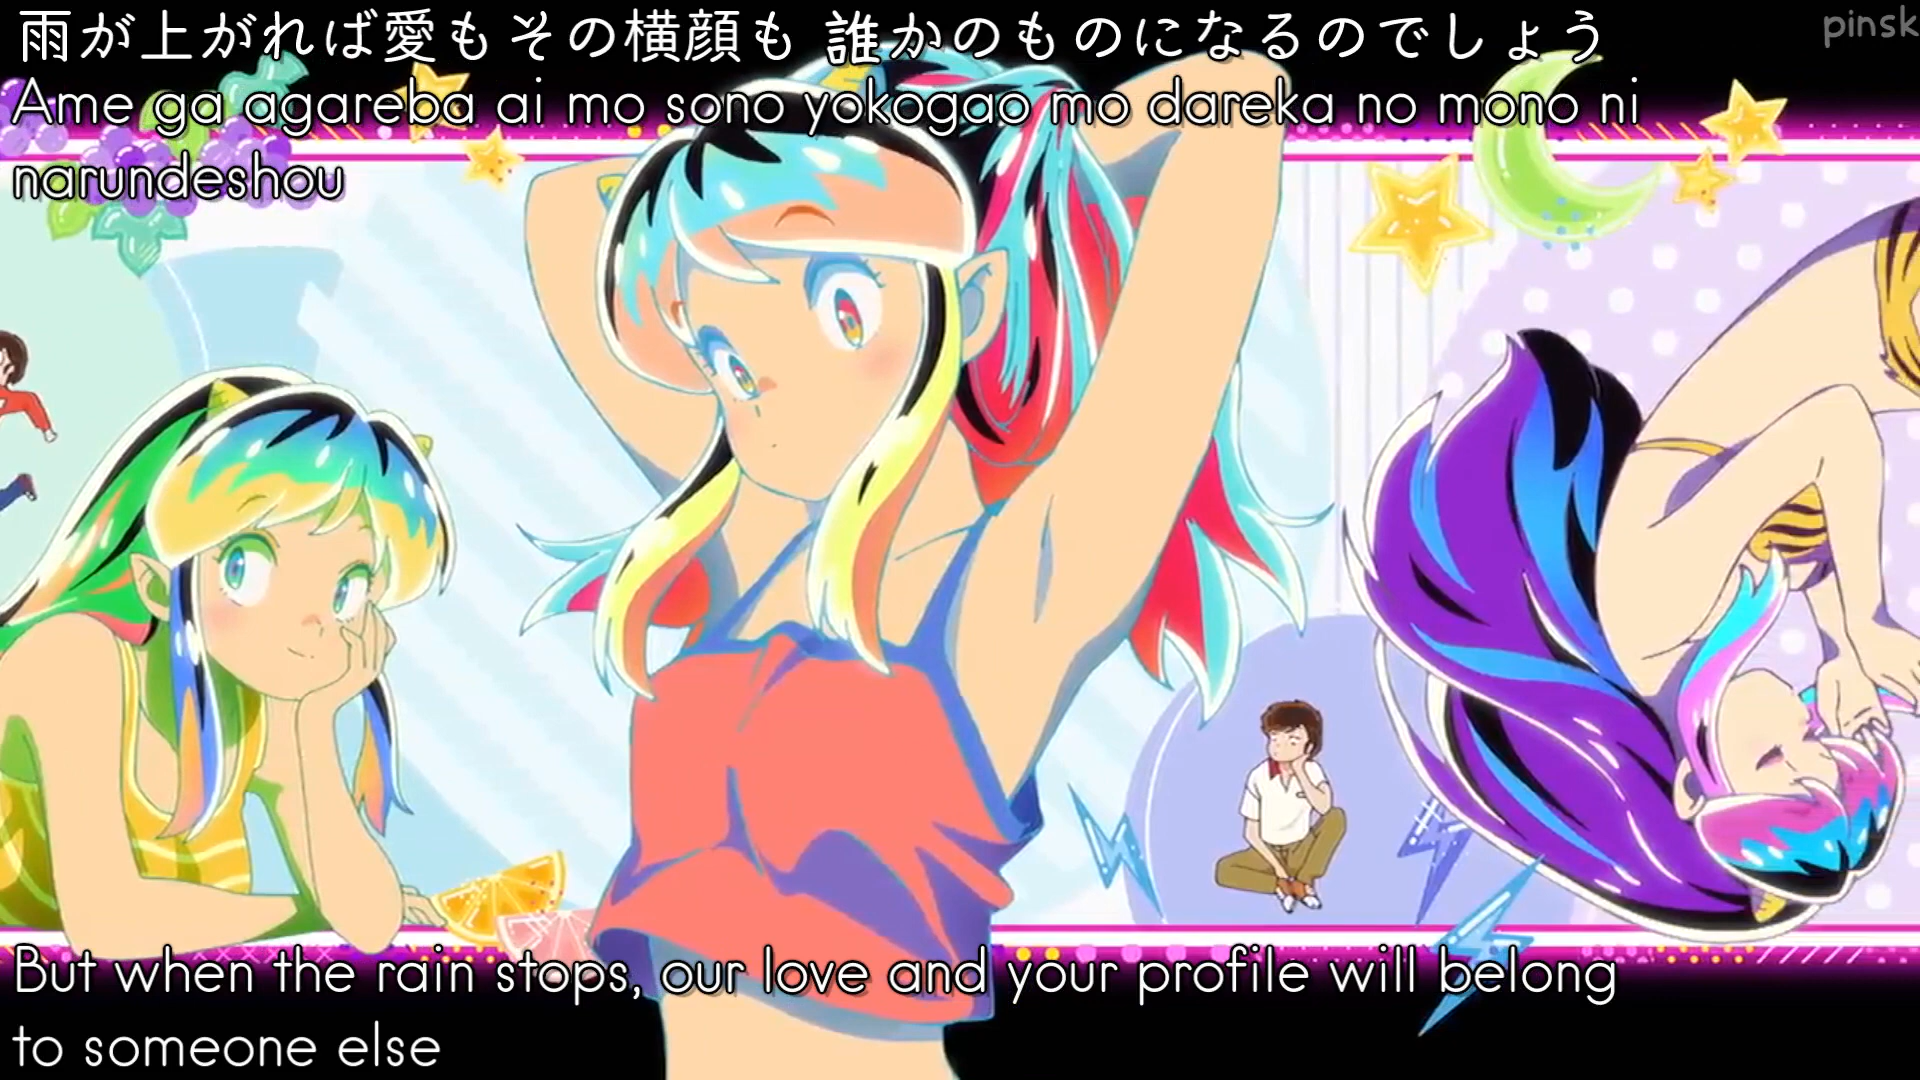 雨が上がれば愛もその横顔も 誰かのものになるのでしょう
pinsk
Ame ga agareba ai mo sono yokogao mo dareka no mono ni
narundeshou
But when the rain stops, our love and your profile will belong
to someone else